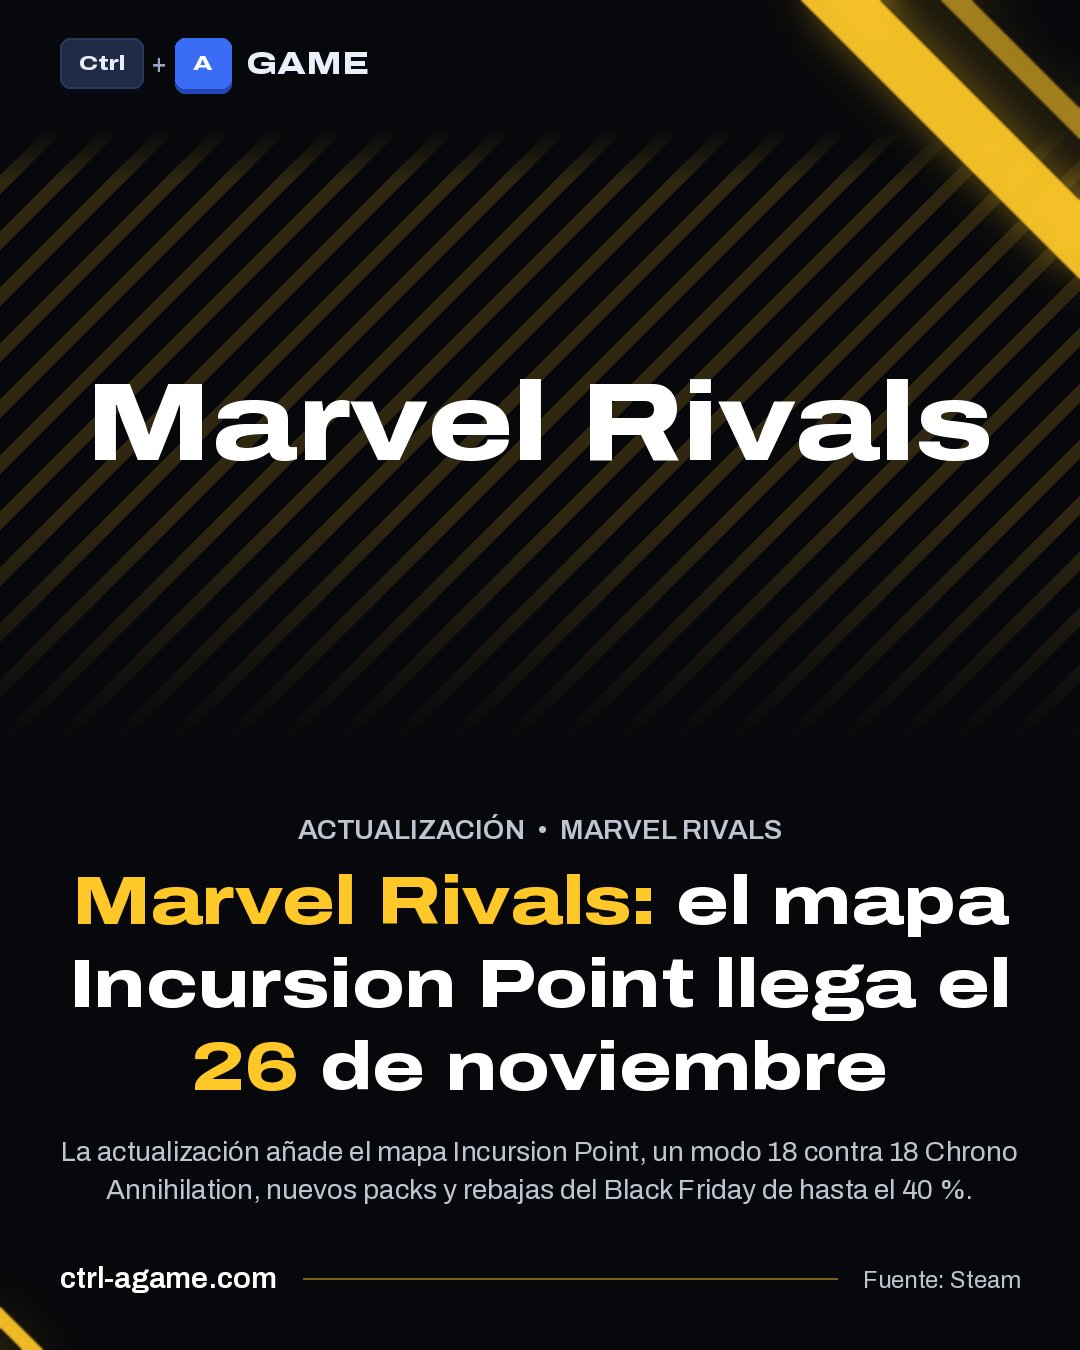 Ctrl + A GAME
Marvel Rivals
ACTUALIZACIÓN • MARVEL RIVALS
Marvel Rivals: el mapa
Incursion Point llega el
26 de noviembre
La actualización añade el mapa Incursion Point, un modo 18 contra 18 Chrono
Annihilation, nuevos packs y rebajas del Black Friday de hasta el 40 %.
ctrl-agame.com
Fuente: Steam